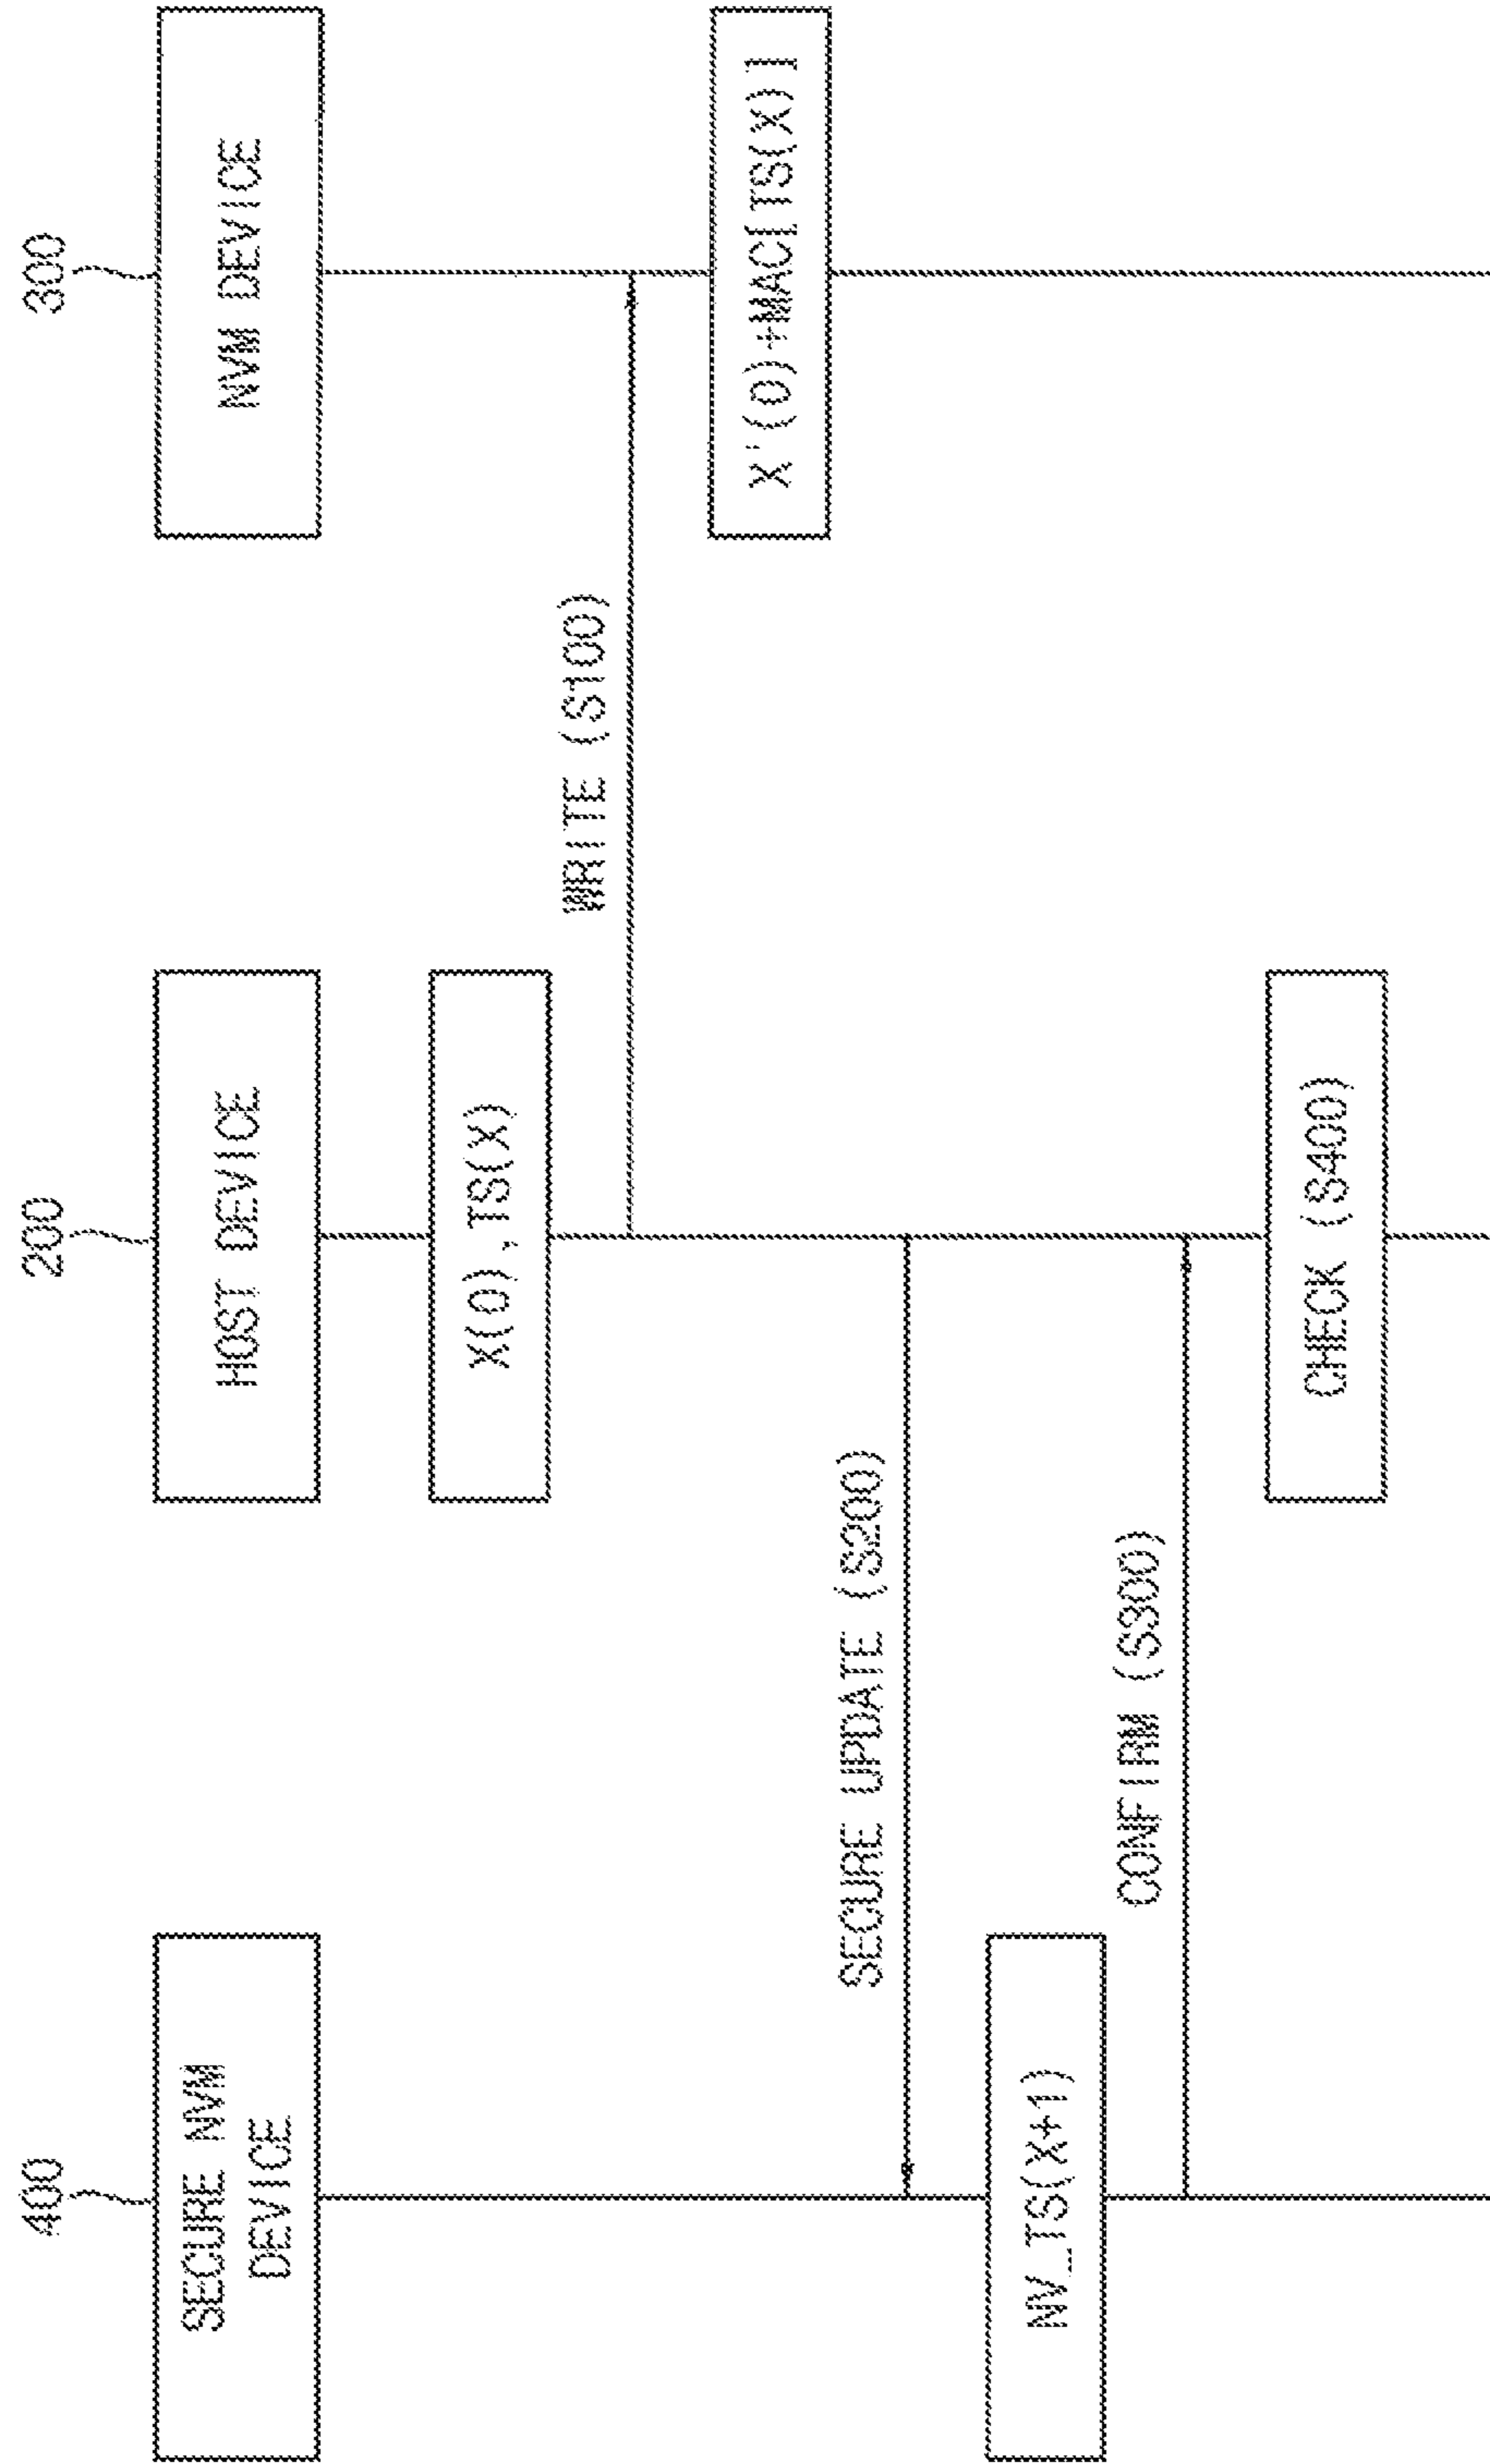 400
200
300
SECURE NVM
DEVICE
HOST DEVICE
NVM DEVICE
X(0),TS(X)
WRITE (S100)
X'(0)+MAC[TS(X)]
SECURE UPDATE (S200)
NV_TS(X+1)
CONFIRM (S300)
CHECK (S400)